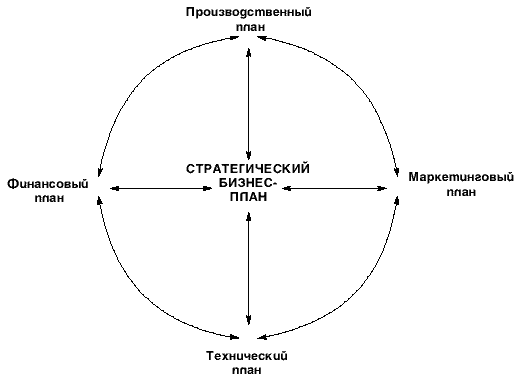 Производственный
план
СТРАТЕГИЧЕСКИЙ
БИЗНЕС-
ПЛАН
Финансовый
план
Маркетинговый
план
Технический
план